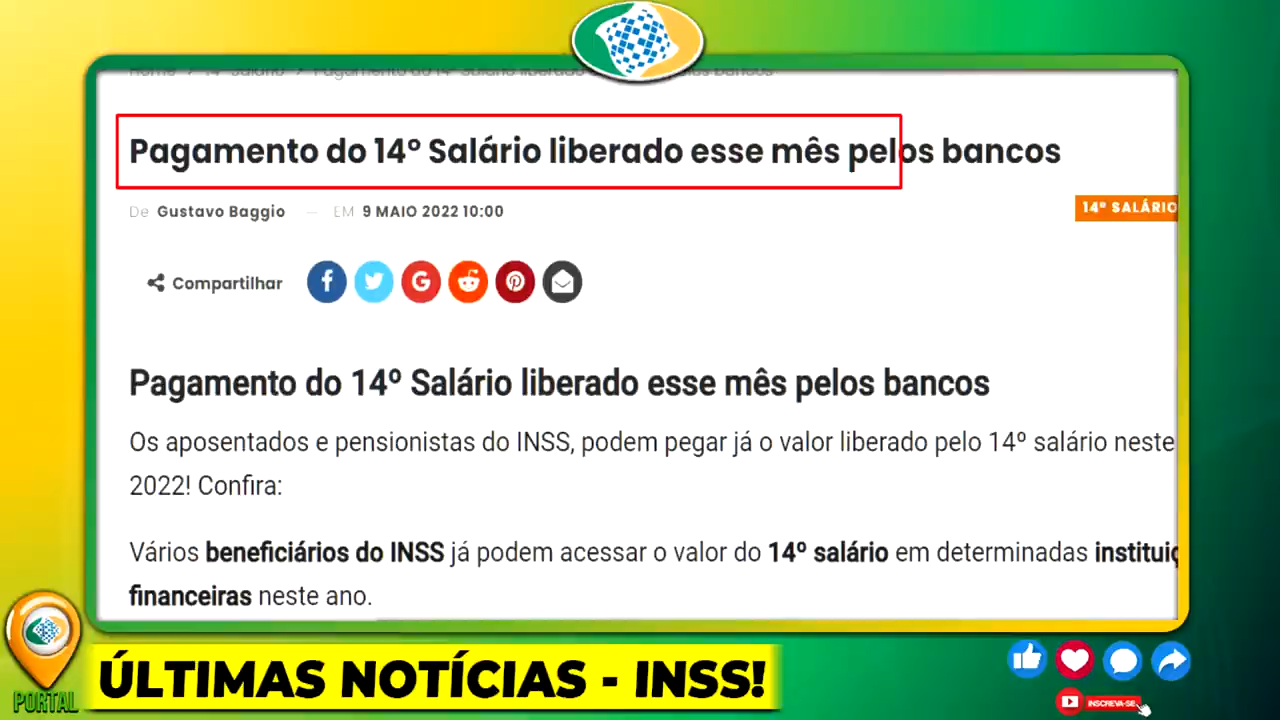 Pagamento do 14º Salário liberado esse mês pelos bancos
De Gustavo Baggio — EM 9 MAIO 2022 10:00
14º SALÁRIO
Compartilhar
Pagamento do 14º Salário liberado esse mês pelos bancos
Os aposentados e pensionistas do INSS, podem pegar já o valor liberado pelo 14º salário neste
2022! Confira:
Vários beneficiários do INSS já podem acessar o valor do 14º salário em determinadas institui
financeiras neste ano.
PORTAL
ÚLTIMAS NOTÍCIAS - INSS!
INSCREVA-SE